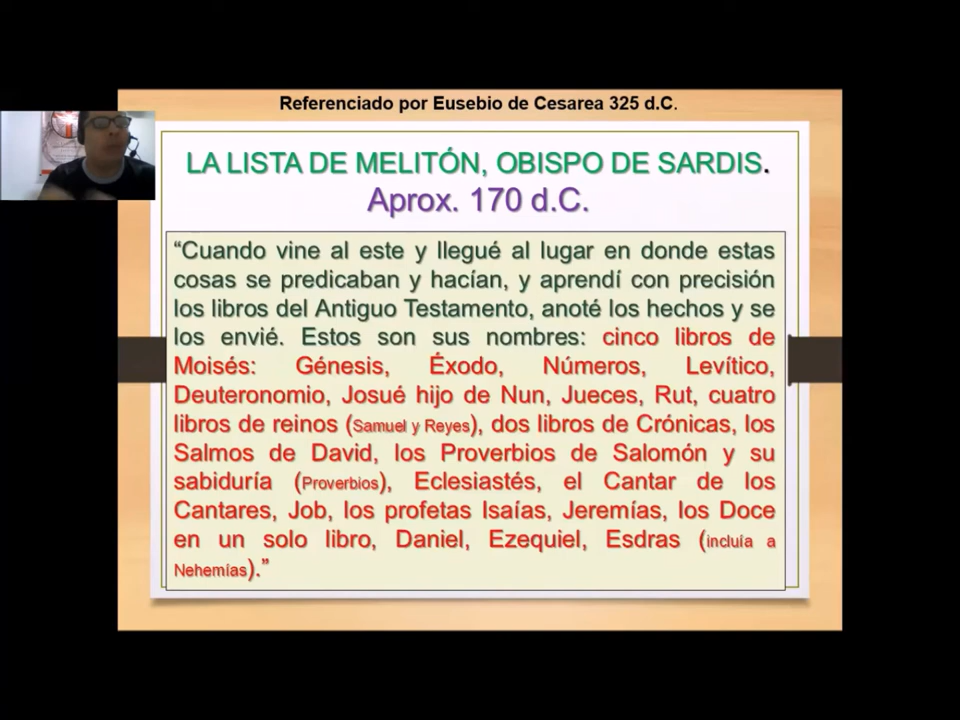 Referenciado por Eusebio de Cesarea 325 d.C.
LA LISTA DE MELITÓN, OBISPO DE SARDIS.
Aprox. 170 d.C.
“Cuando vine al este y llegué al lugar en donde estas
cosas se predicaban y hacían, y aprendí con precisión
los libros del Antiguo Testamento, anoté los hechos y se
los envié. Estos son sus nombres: cinco libros de
Moisés: Génesis, Éxodo, Números, Levítico,
Deuteronomio, Josué hijo de Nun, Jueces, Rut, cuatro
libros de reinos (Samuel y Reyes), dos libros de Crónicas, los
Salmos de David, los Proverbios de Salomón y su
sabiduría (Proverbios), Eclesiastés, el Cantar de los
Cantares, Job, los profetas Isaías, Jeremías, los Doce
en un solo libro, Daniel, Ezequiel, Esdras (incluía a
Nehemías).”